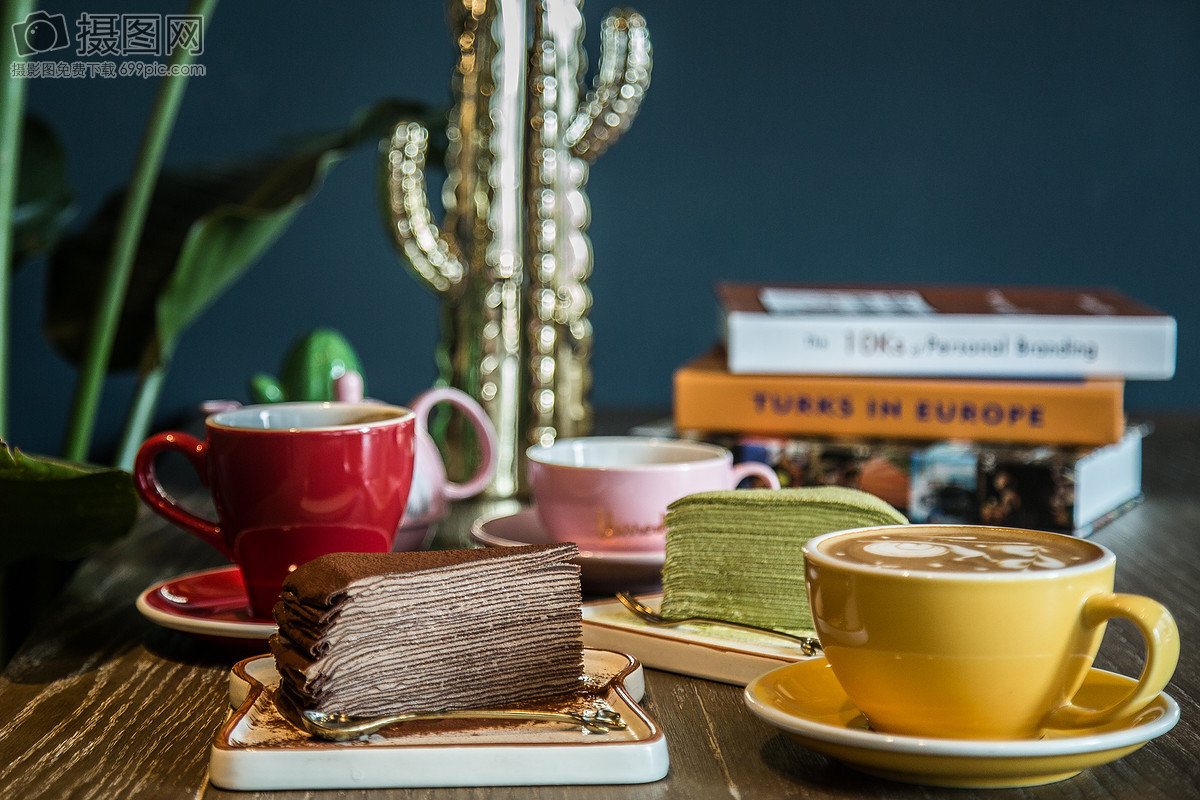 摄图网
摄影图免费下载 699pic.com
The 10Ks of Personal Branding
TURKS IN EUROPE